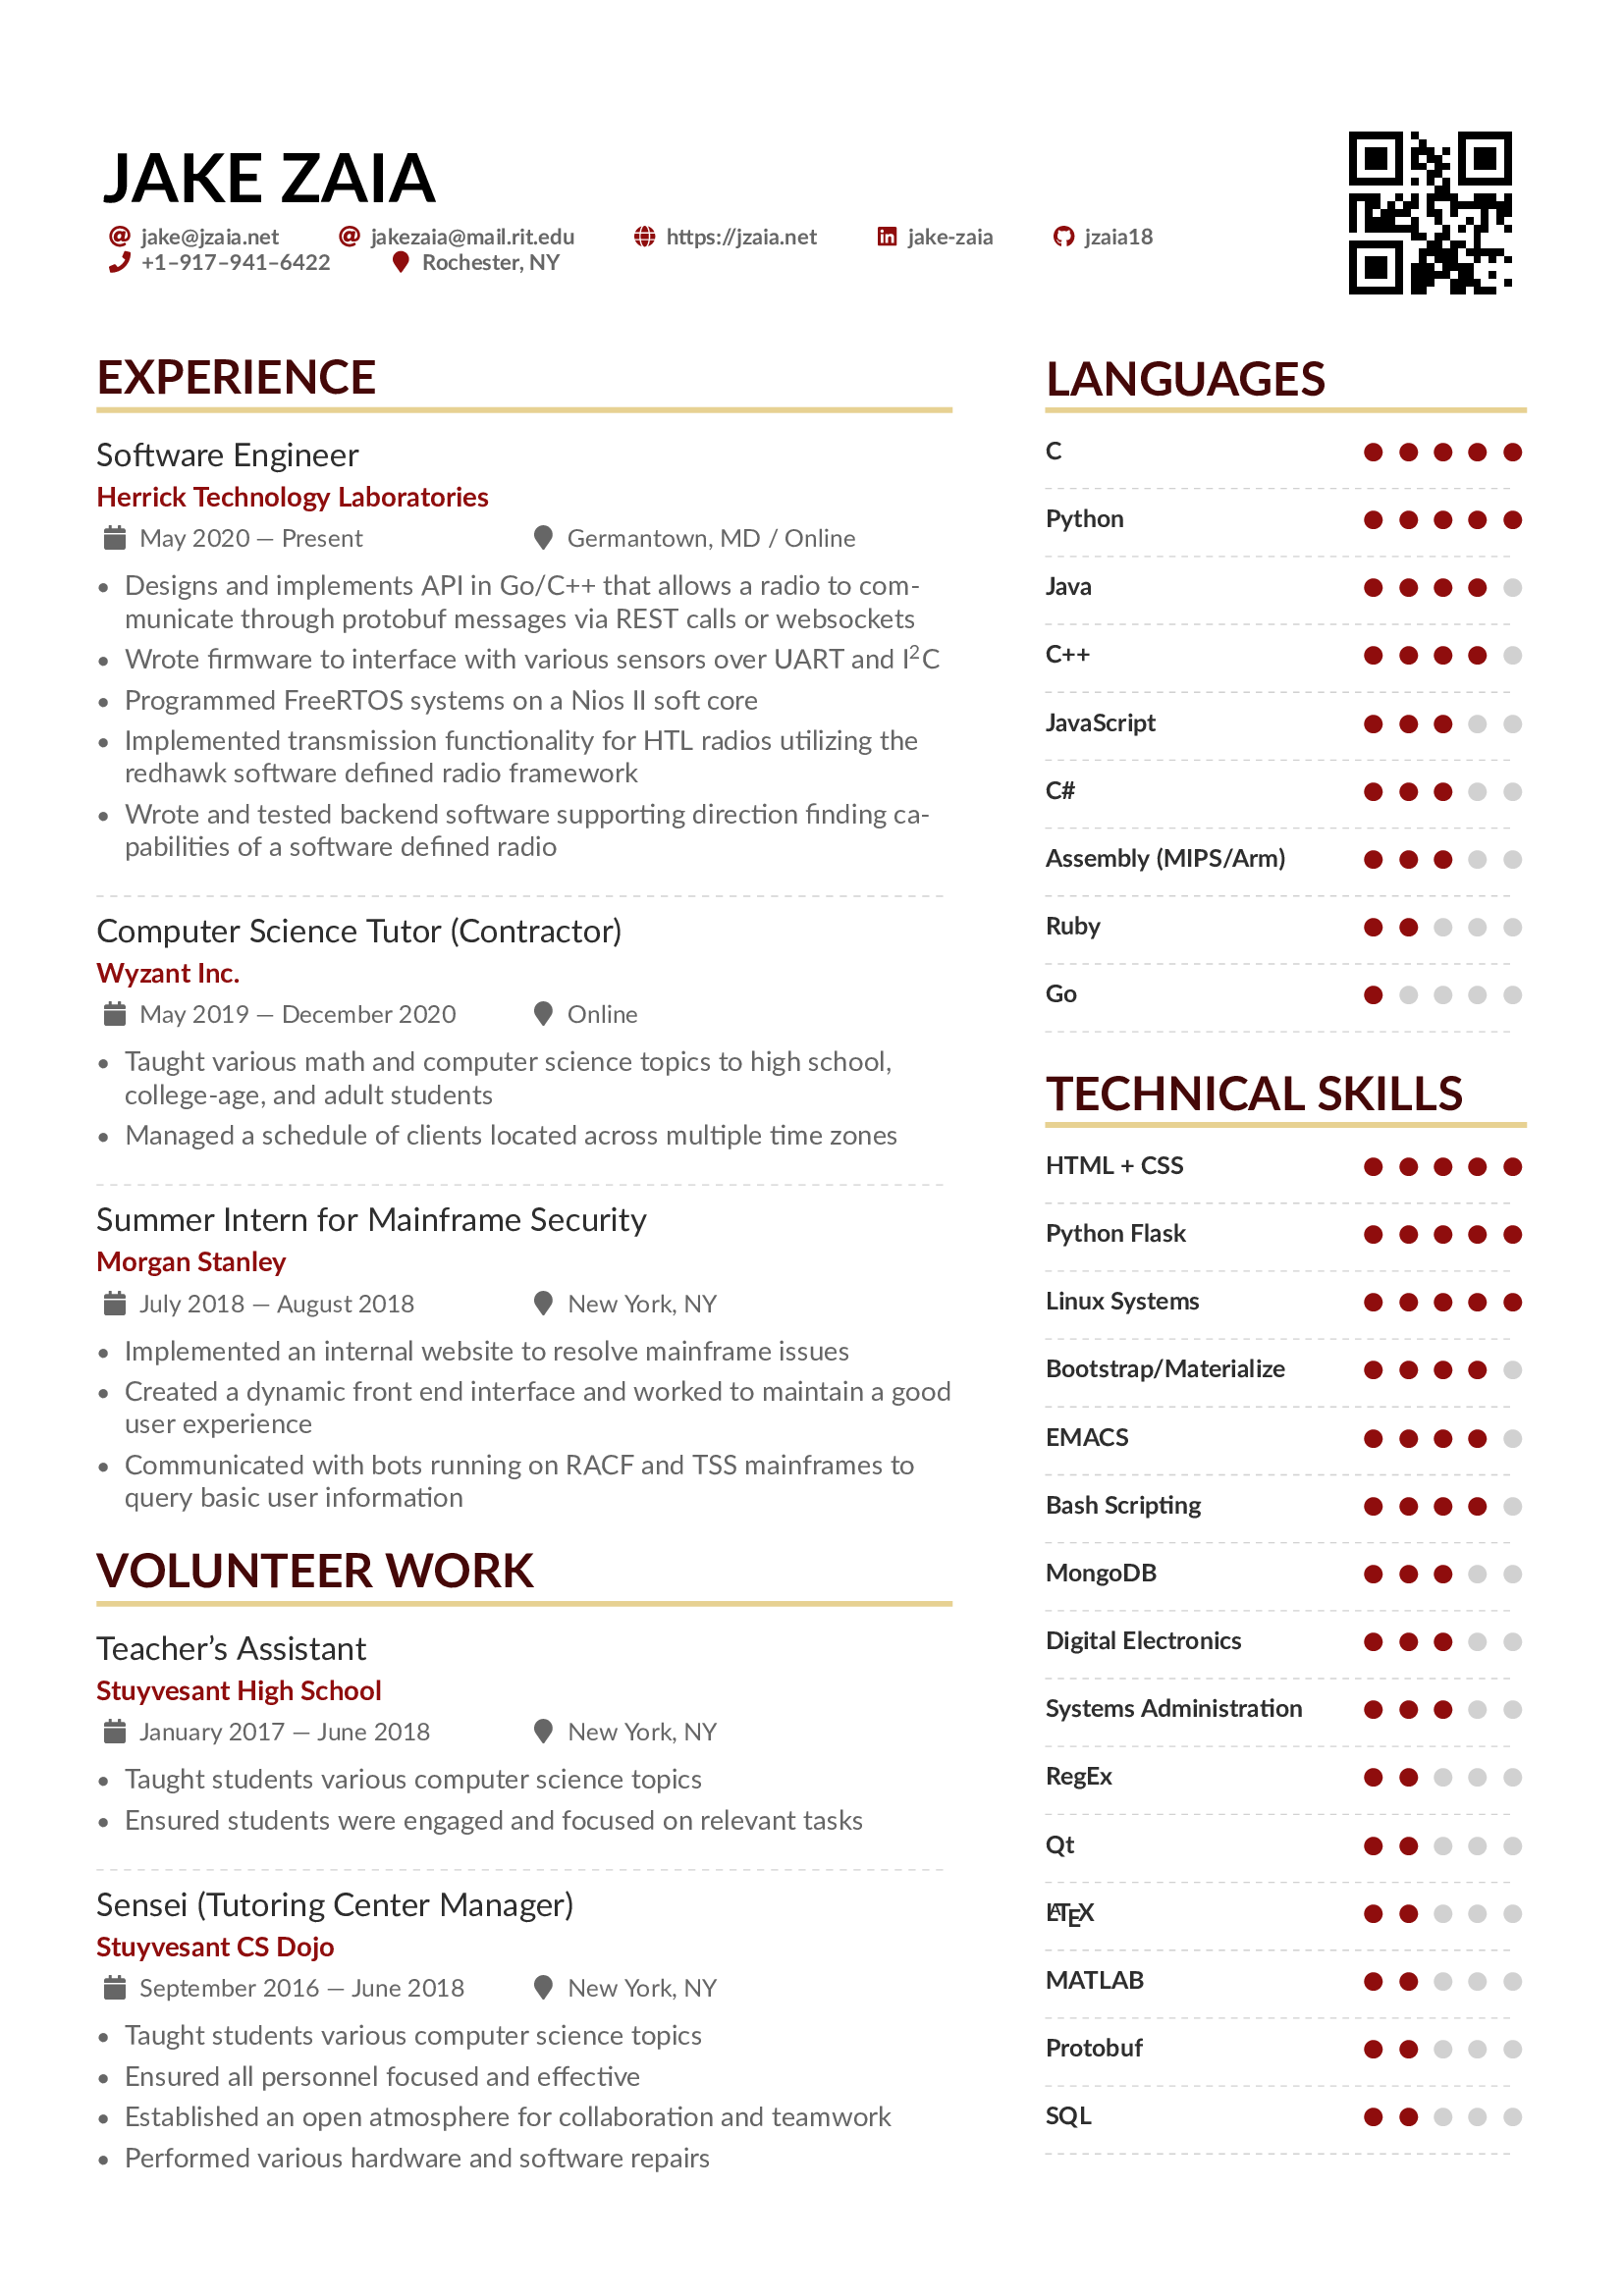 JAKE ZAIA
jake@jzaia.net jakezaia@mail.rit.edu https://jzaia.net jake-zaia jzaia18
+1–917–941–6422 Rochester, NY
EXPERIENCE
Software Engineer
Herrick Technology Laboratories
May 2020 — Present Germantown, MD / Online
• Designs and implements API in Go/C++ that allows a radio to com-
municate through protobuf messages via REST calls or websockets
• Wrote firmware to interface with various sensors over UART and I²C
• Programmed FreeRTOS systems on a Nios II soft core
• Implemented transmission functionality for HTL radios utilizing the
redhawk software defined radio framework
• Wrote and tested backend software supporting direction finding ca-
pabilities of a software defined radio
Computer Science Tutor (Contractor)
Wyzant Inc.
May 2019 — December 2020 Online
• Taught various math and computer science topics to high school,
college-age, and adult students
• Managed a schedule of clients located across multiple time zones
Summer Intern for Mainframe Security
Morgan Stanley
July 2018 — August 2018 New York, NY
• Implemented an internal website to resolve mainframe issues
• Created a dynamic front end interface and worked to maintain a good
user experience
• Communicated with bots running on RACF and TSS mainframes to
query basic user information
VOLUNTEER WORK
Teacher’s Assistant
Stuyvesant High School
January 2017 — June 2018 New York, NY
• Taught students various computer science topics
• Ensured students were engaged and focused on relevant tasks
Sensei (Tutoring Center Manager)
Stuyvesant CS Dojo
September 2016 — June 2018 New York, NY
• Taught students various computer science topics
• Ensured all personnel focused and effective
• Established an open atmosphere for collaboration and teamwork
• Performed various hardware and software repairs
LANGUAGES
C
Python
Java
C++
JavaScript
C#
Assembly (MIPS/Arm)
Ruby
Go
TECHNICAL SKILLS
HTML + CSS
Python Flask
Linux Systems
Bootstrap/Materialize
EMACS
Bash Scripting
MongoDB
Digital Electronics
Systems Administration
RegEx
Qt
LATEX
MATLAB
Protobuf
SQL